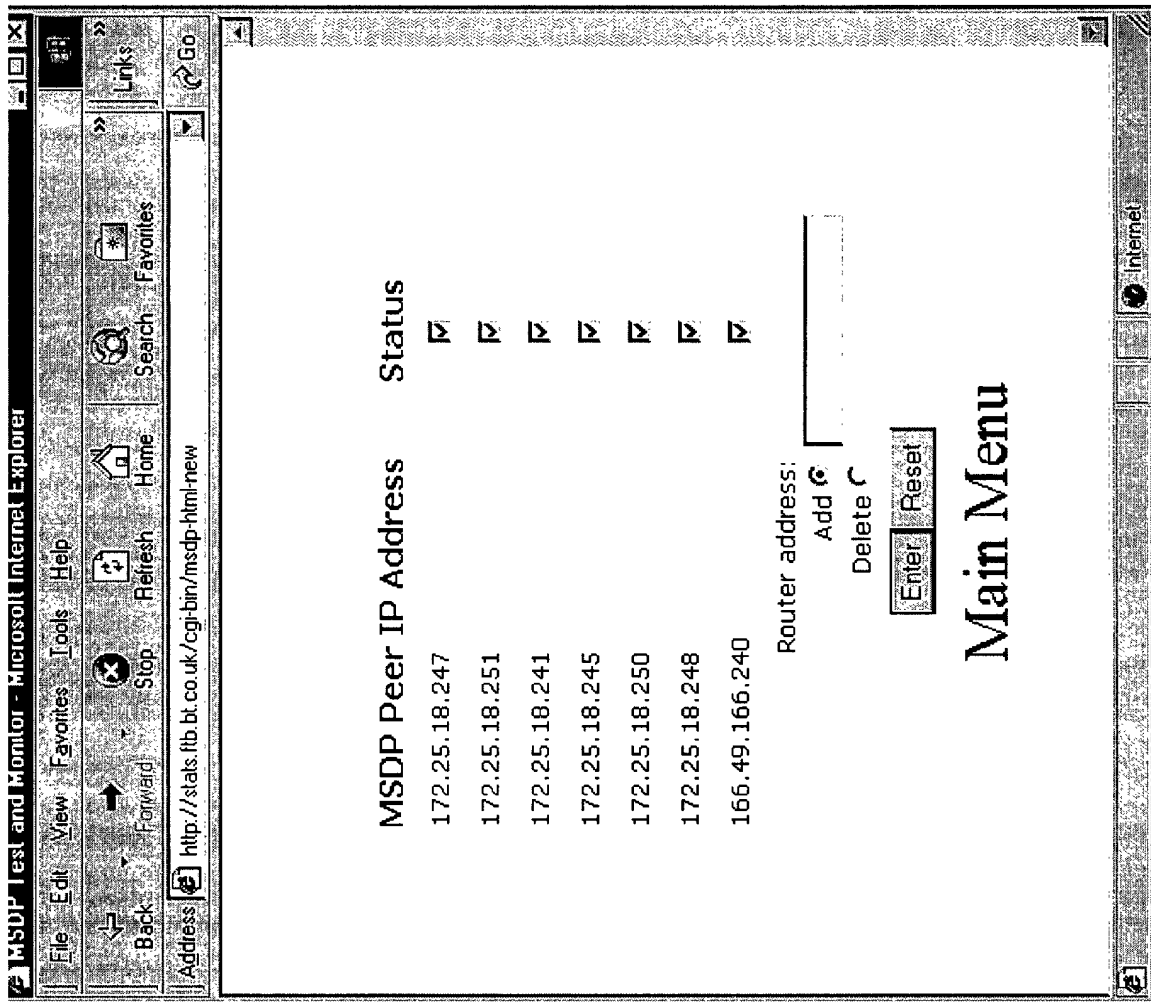 MSDP Test and Monitor - Microsoft Internet Explorer
File Edit View Favorites Tools Help
Back Forward Stop Refresh Home Search Favorites Links
Address http://stats.ftb.bt.co.uk/cgi-bin/msdp-html-new Go
MSDP Peer IP Address Status
172.25.18.247
172.25.18.251
172.25.18.241
172.25.18.245
172.25.18.250
172.25.18.248
166.49.166.240
Router address:
Add
Delete
Enter Reset
Main Menu
Internet